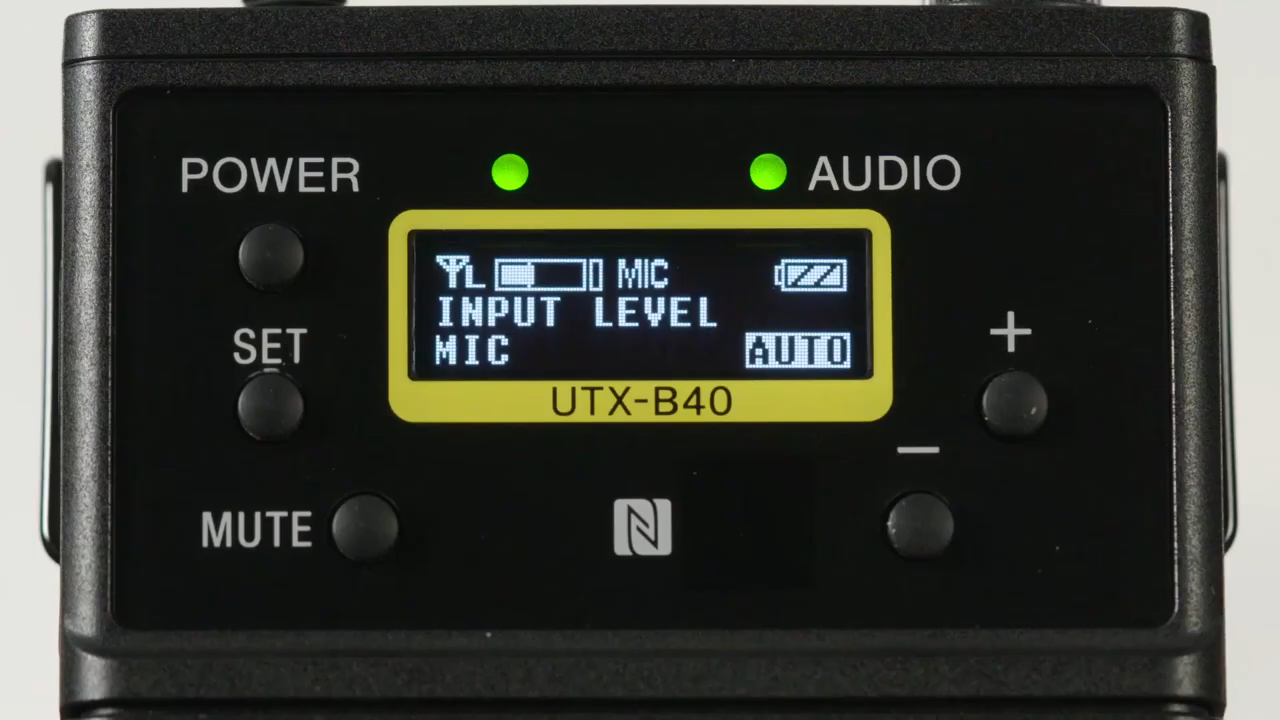 POWER
AUDIO
L MIC
INPUT LEVEL
MIC AUTO
SET
+
UTX-B40
−
MUTE
N